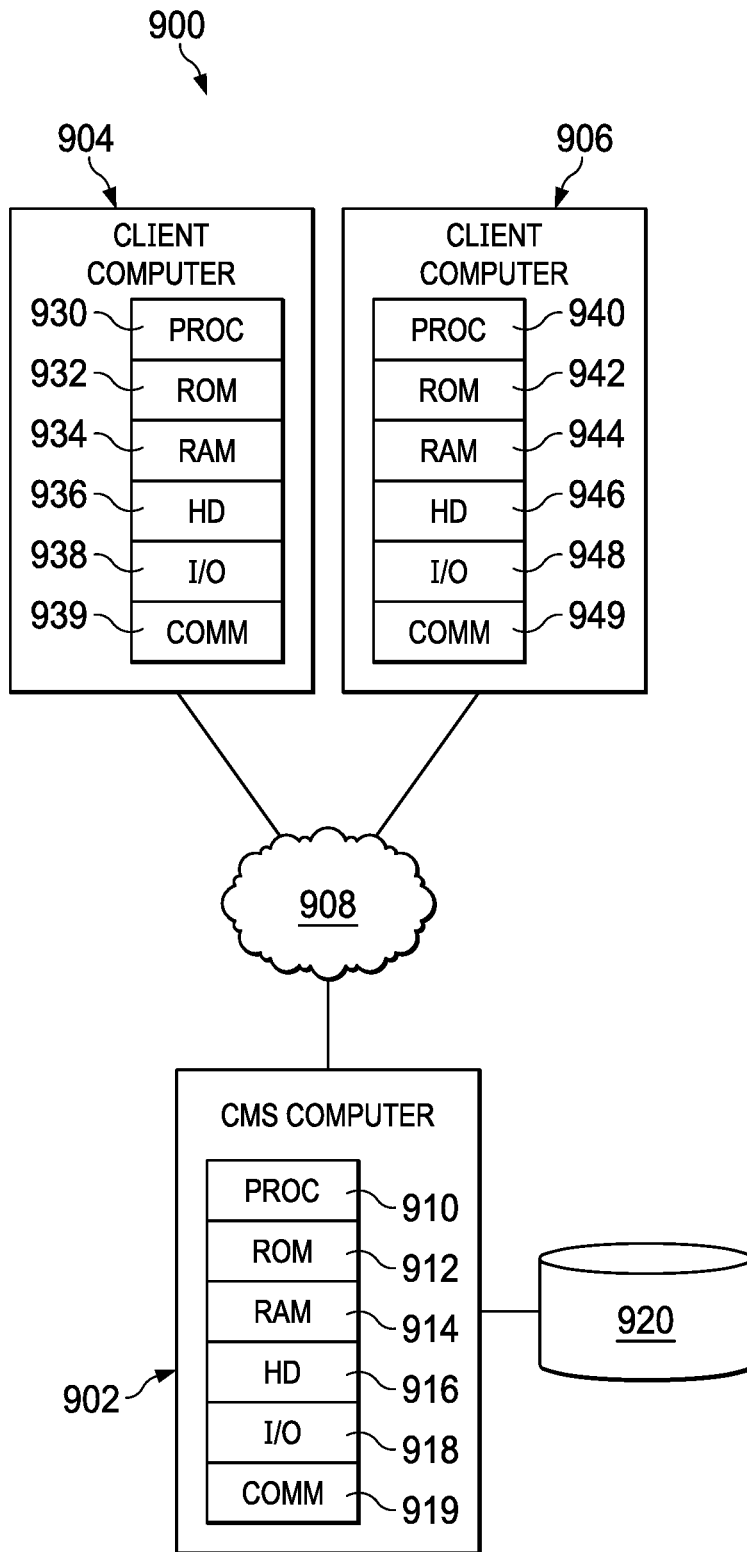 900
904
906
CLIENT
COMPUTER
930 PROC
932 ROM
934 RAM
936 HD
938 I/O
939 COMM
CLIENT
COMPUTER
PROC 940
ROM 942
RAM 944
HD 946
I/O 948
COMM 949
908
CMS COMPUTER
PROC 910
ROM 912
RAM 914
HD 916
I/O 918
COMM 919
902
920